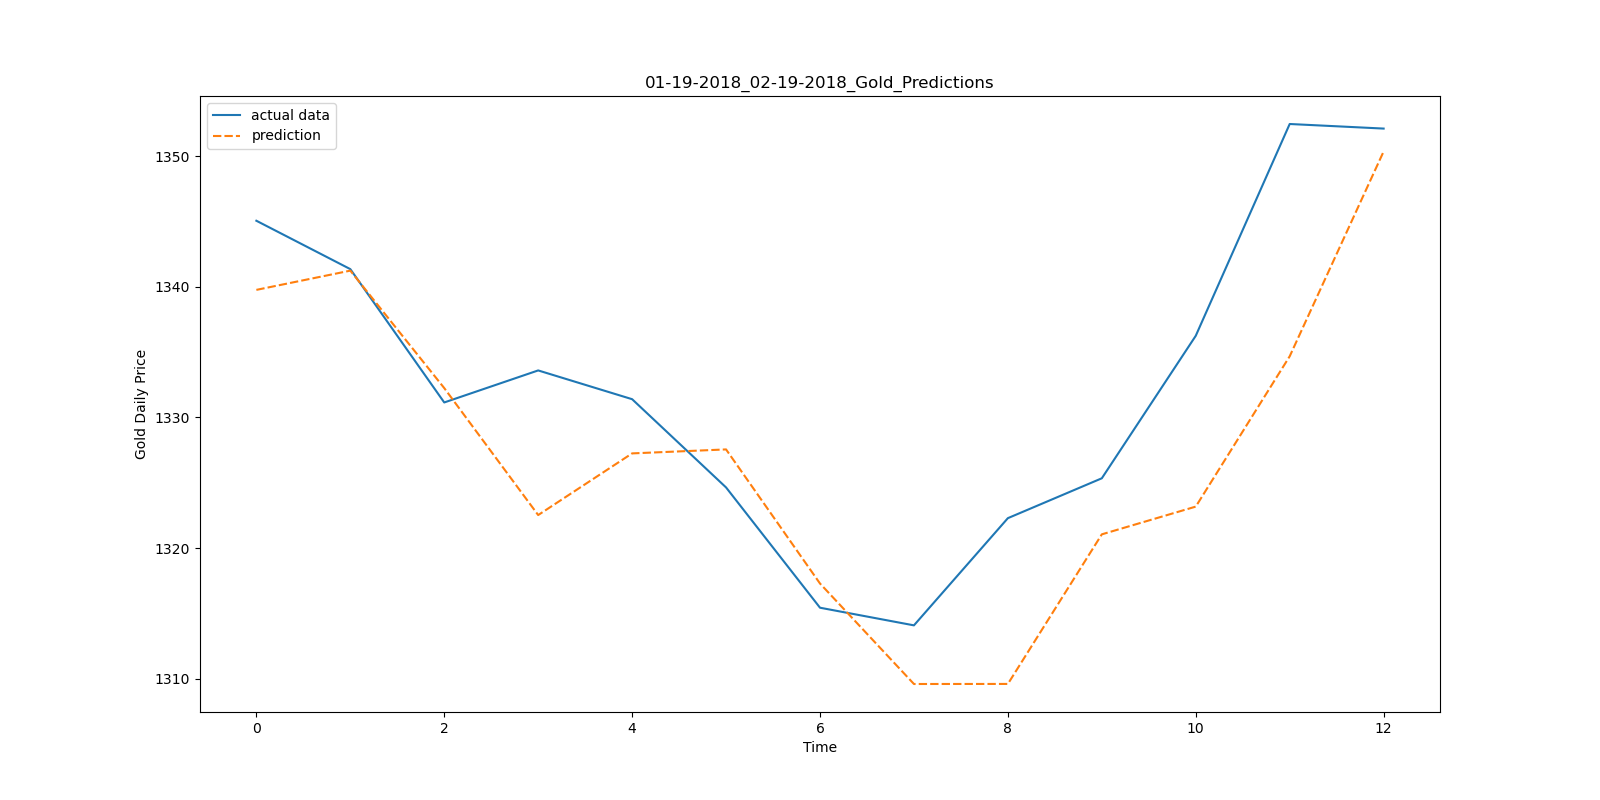 01-19-2018_02-19-2018_Gold_Predictions
actual data
prediction
1350
1340
1330
1320
1310
Gold Daily Price
0 2 4 6 8 10 12
Time